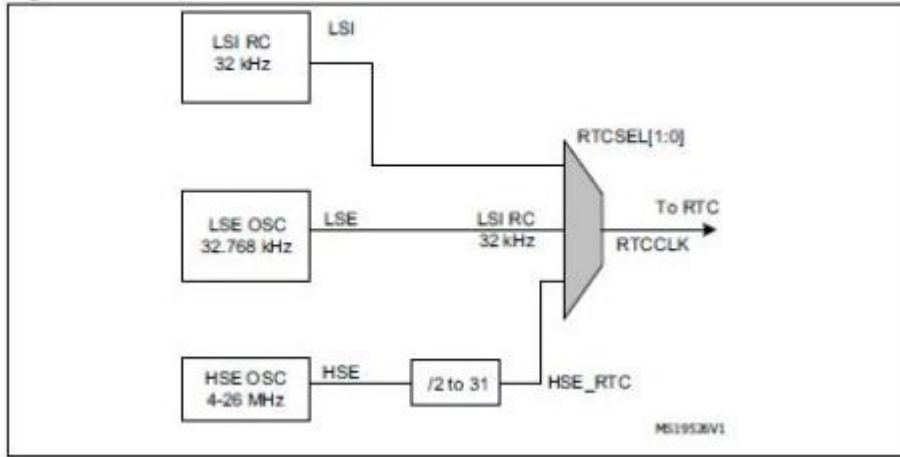 LSI RC
32 kHz
LSI
RTCSEL[1:0]
LSE OSC
32.768 kHz
LSE
LSI RC
32 kHz
To RTC
RTCCLK
HSE OSC
4-26 MHz
HSE
/2 to 31
HSE_RTC
MS19526V1